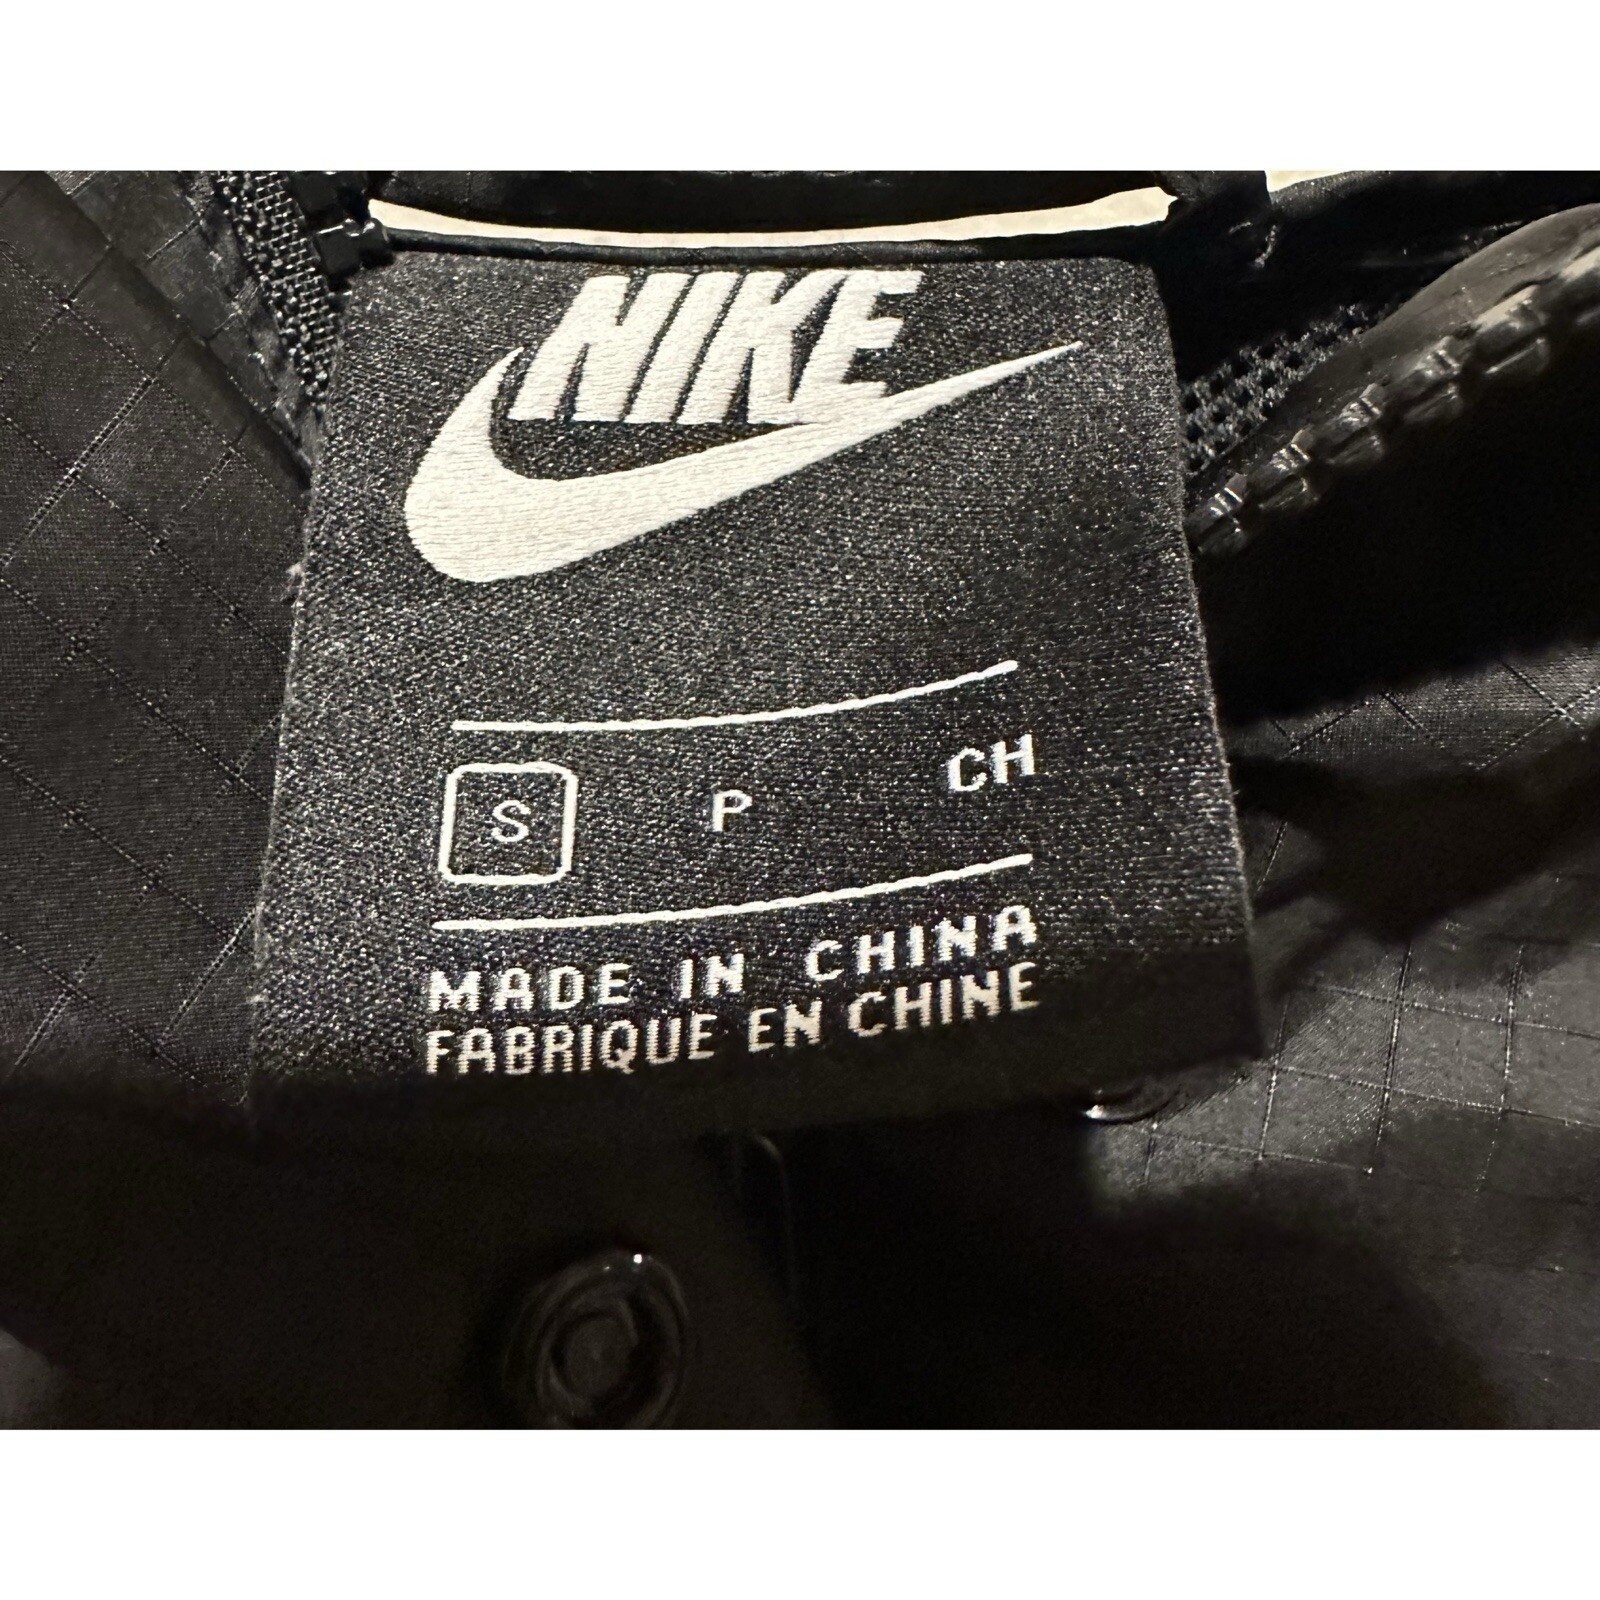 NIKE
S P CH
MADE IN CHINA
FABRIQUE EN CHINE